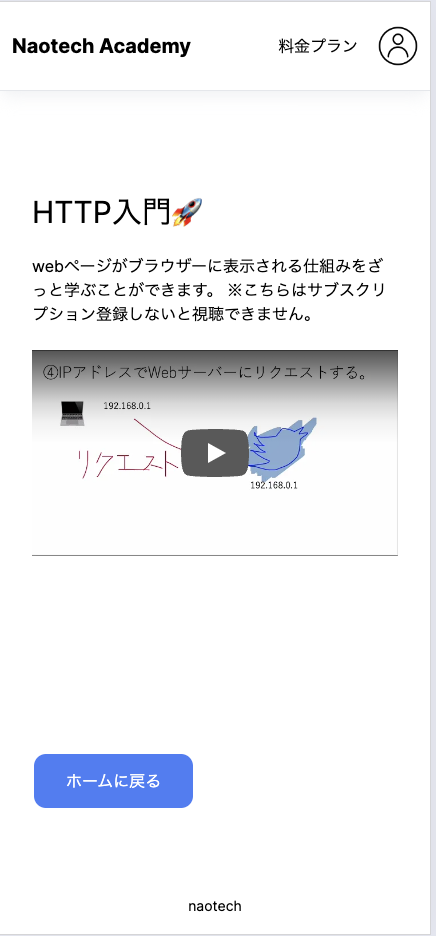 Naotech Academy
料金プラン
HTTP入門🚀
webページがブラウザーに表示される仕組みをざ
っと学ぶことができます。 ※こちらはサブスクリ
プション登録しないと視聴できません。
④IPアドレスでWebサーバーにリクエストする。
192.168.0.1
リクエスト
192.168.0.1
ホームに戻る
naotech